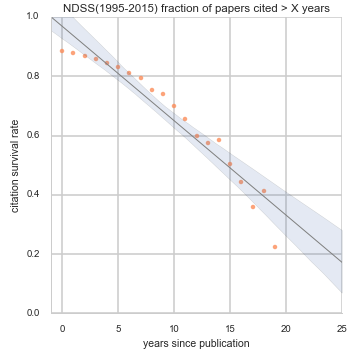 NDSS(1995-2015) fraction of papers cited > X years
1.0
0.8
0.6
0.4
0.2
0.0
citation survival rate
0 5 10 15 20 25
years since publication